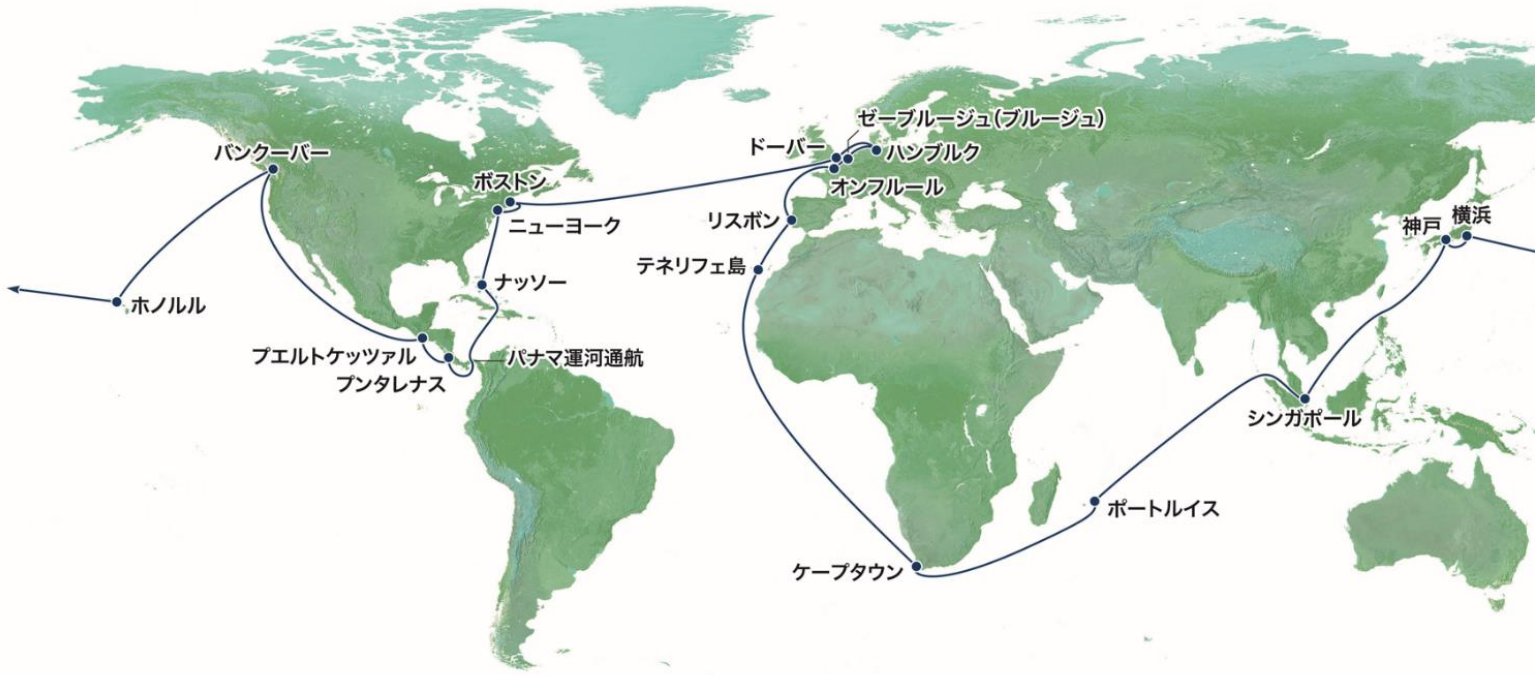 ゼーブルージュ(ブルージュ)
ドーバー
ハンブルク
バンクーバー
ボストン
オンフルール
ニューヨーク
リスボン
神戸
横浜
テネリフェ島
ナッソー
ホノルル
プエルトケッツァル
パナマ運河通航
プンタレナス
シンガポール
ポートルイス
ケープタウン